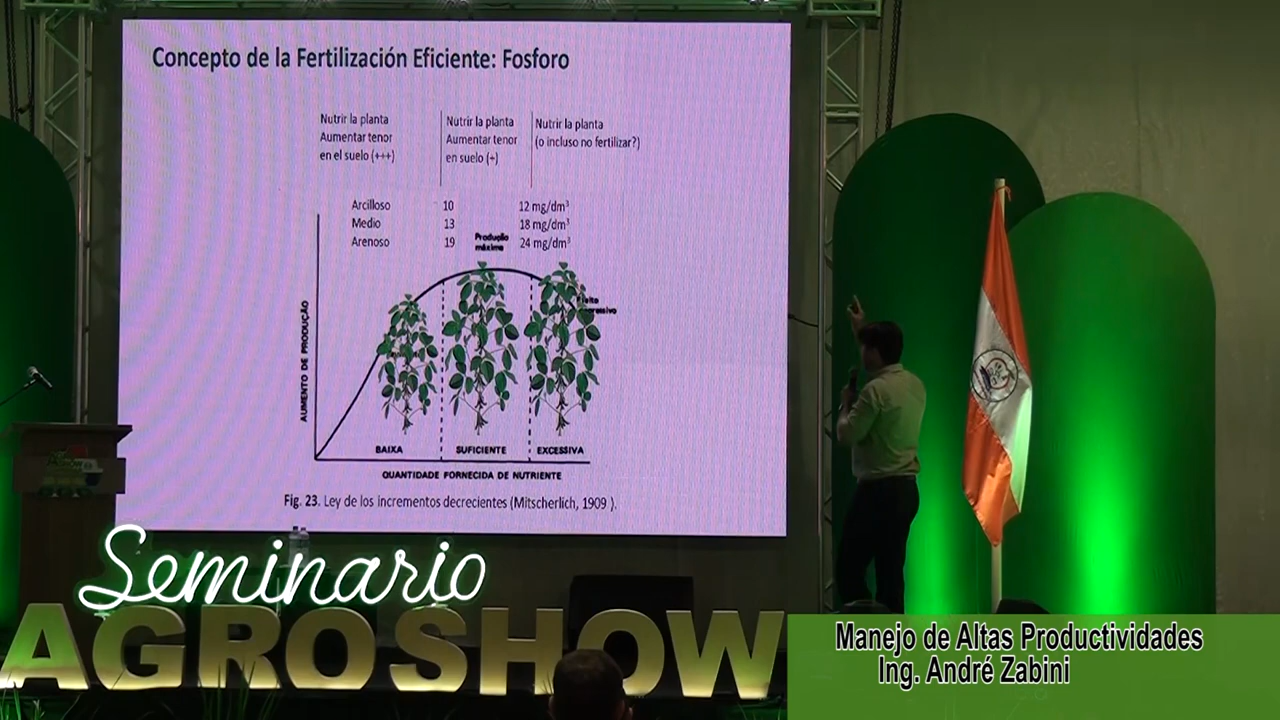 Concepto de la Fertilización Eficiente: Fosforo
Nutrir la planta
Aumentar tenor
en el suelo (+++)
Nutrir la planta
Aumentar tenor
en suelo (+)
Nutrir la planta
(o incluso no fertilizar?)
Arcilloso 10 12 mg/dm³
Medio 13 18 mg/dm³
Arenoso 19 24 mg/dm³
Produção
máxima
AUMENTO DE PRODUÇÃO
BAIXA SUFICIENTE EXCESSIVA
QUANTIDADE FORNECIDA DE NUTRIENTE
Fig. 23. Ley de los incrementos decrecientes (Mitscherlich, 1909 ).
Seminario
AGROSHOW
Manejo de Altas Productividades
Ing. André Zabini